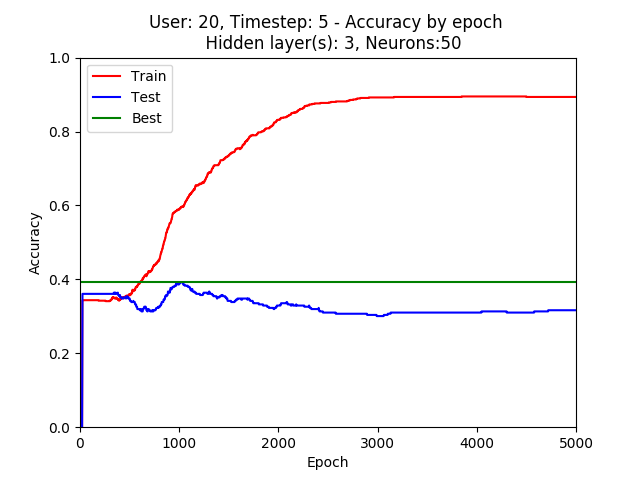 User: 20, Timestep: 5 - Accuracy by epoch
Hidden layer(s): 3, Neurons:50
1.0
0.8
0.6
0.4
0.2
0.0
Accuracy
Train
Test
Best
0 1000 2000 3000 4000 5000
Epoch